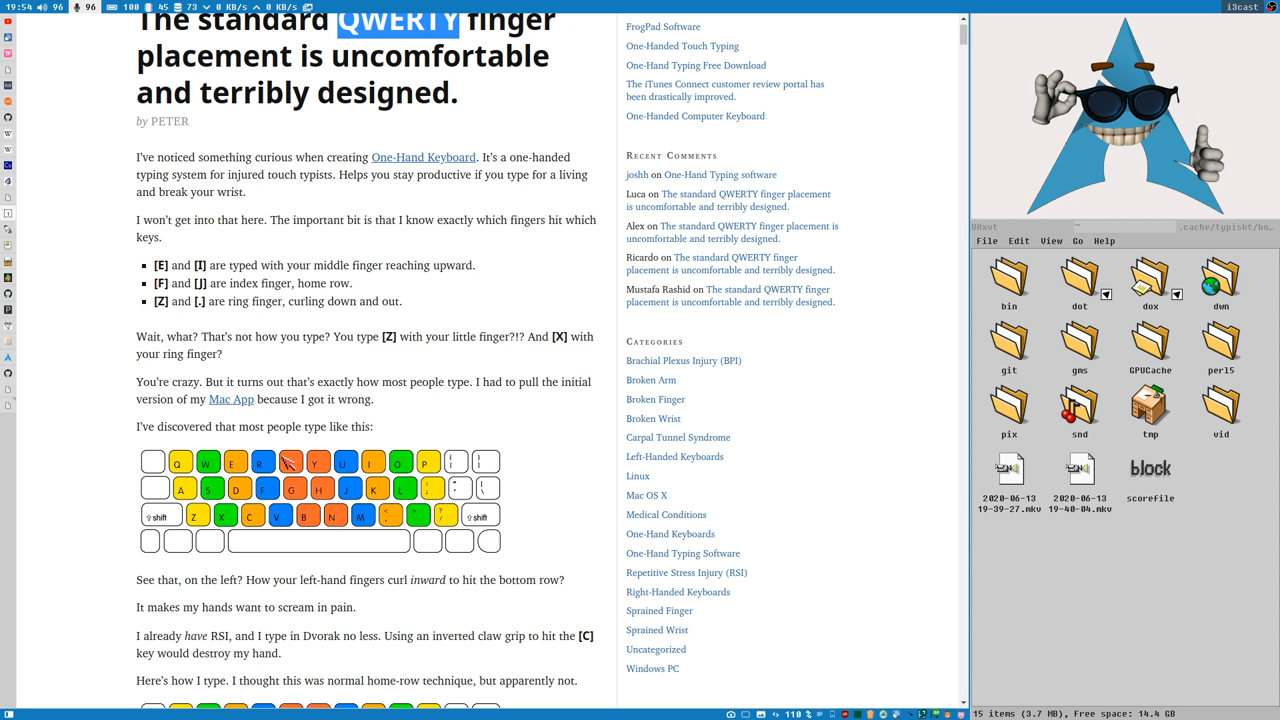 19:54 96 96 100 45 73 0 KB/s 0 KB/s
i3cast
The standard QWERTY finger
placement is uncomfortable
and terribly designed.
by PETER
I've noticed something curious when creating One-Hand Keyboard. It's a one-handed
typing system for injured touch typists. Helps you stay productive if you type for a living
and break your wrist.
I won't get into that here. The important bit is that I know exactly which fingers hit which
keys.
[E] and [I] are typed with your middle finger reaching upward.
[F] and [J] are index finger, home row.
[Z] and [.] are ring finger, curling down and out.
Wait, what? That's not how you type? You type [Z] with your little finger?!? And [X] with
your ring finger?
You're crazy. But it turns out that's exactly how most people type. I had to pull the initial
version of my Mac App because I got it wrong.
I've discovered that most people type like this:
Q W E R Y U I O P { [ } ]
A S D F G H J K L : ; " ' | \
shift Z X C V B N M < , > . ? / shift
See that, on the left? How your left-hand fingers curl inward to hit the bottom row?
It makes my hands want to scream in pain.
I already have RSI, and I type in Dvorak no less. Using an inverted claw grip to hit the [C]
key would destroy my hand.
Here's how I type. I thought this was normal home-row technique, but apparently not.
FrogPad Software
One-Handed Touch Typing
One-Hand Typing Free Download
The iTunes Connect customer review portal has
been drastically improved.
One-Handed Computer Keyboard
Recent Comments
joshh on One-Hand Typing software
Luca on The standard QWERTY finger placement
is uncomfortable and terribly designed.
Alex on The standard QWERTY finger placement is
uncomfortable and terribly designed.
Ricardo on The standard QWERTY finger
placement is uncomfortable and terribly designed.
Mustafa Rashid on The standard QWERTY finger
placement is uncomfortable and terribly designed.
Categories
Brachial Plexus Injury (BPI)
Broken Arm
Broken Finger
Broken Wrist
Carpal Tunnel Syndrome
Left-Handed Keyboards
Linux
Mac OS X
Medical Conditions
One-Hand Keyboards
One-Hand Typing Software
Repetitive Stress Injury (RSI)
Right-Handed Keyboards
Sprained Finger
Sprained Wrist
Uncategorized
Windows PC
URxvt ~ .cache/typiskt/bo...
File Edit View Go Help
bin dot dox dwn
git gms GPUCache perl5
pix snd tmp vid
block
2020-06-13 2020-06-13 scorefile
19-39-27.mkv 19-40-04.mkv
110 %
15 items (3.7 MB), Free space: 14.4 GB